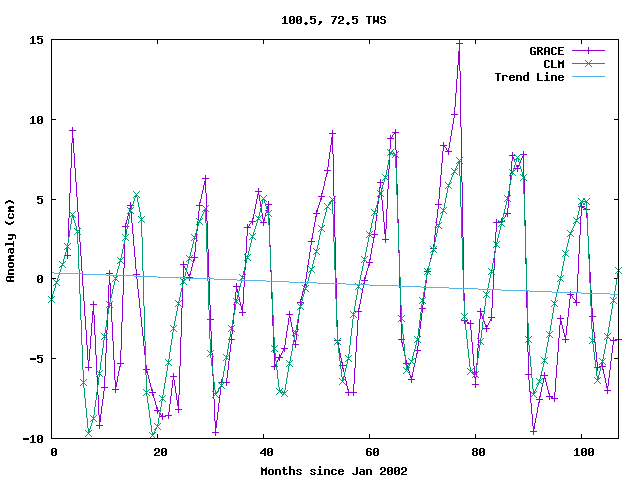 100.5, 72.5 TWS
GRACE
CLM
Trend Line
15
10
5
0
-5
-10
Anomaly (cm)
0 20 40 60 80 100
Months since Jan 2002